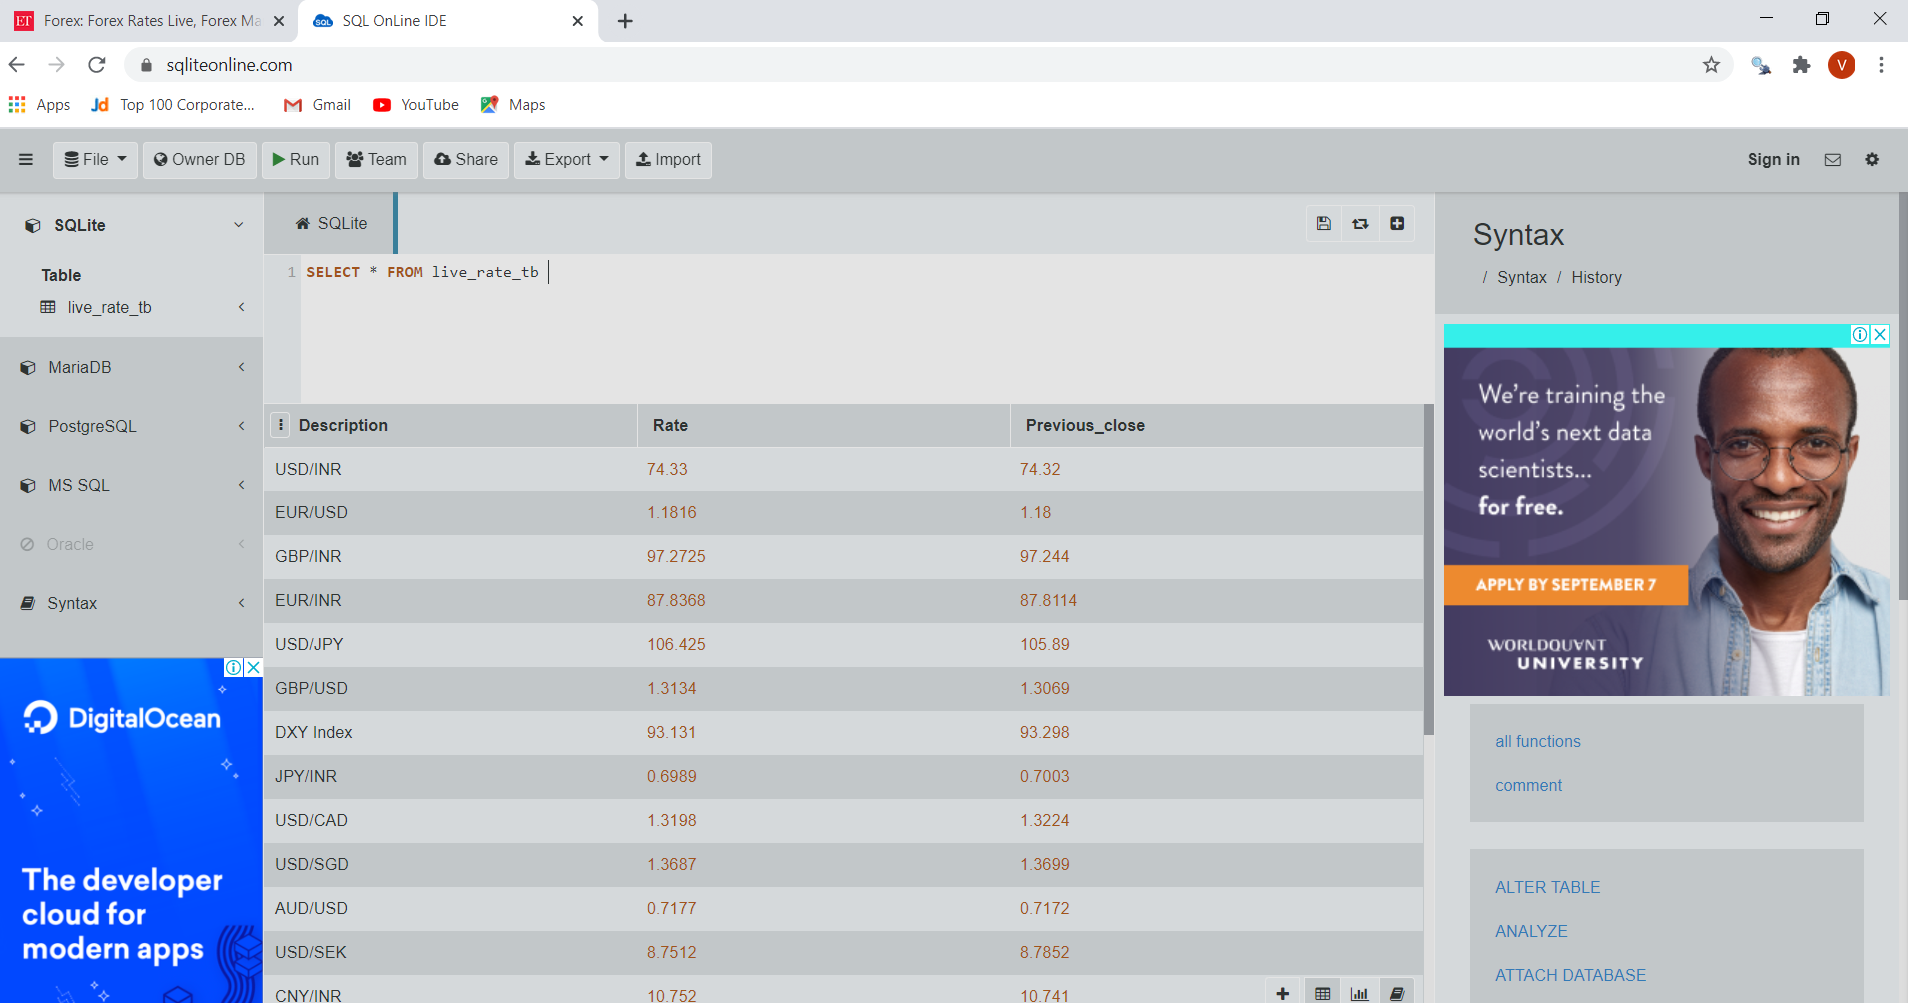 ET Forex: Forex Rates Live, Forex Ma
SQL SQL OnLine IDE
sqliteonline.com
V
Apps
Jd Top 100 Corporate...
Gmail
YouTube
Maps
File
Owner DB
Run
Team
Share
Export
Import
Sign in
SQLite
Table
live_rate_tb
MariaDB
PostgreSQL
MS SQL
Oracle
Syntax
DigitalOcean
The developer
cloud for
modern apps
SQLite
1 SELECT * FROM live_rate_tb
Description Rate Previous_close
USD/INR 74.33 74.32
EUR/USD 1.1816 1.18
GBP/INR 97.2725 97.244
EUR/INR 87.8368 87.8114
USD/JPY 106.425 105.89
GBP/USD 1.3134 1.3069
DXY Index 93.131 93.298
JPY/INR 0.6989 0.7003
USD/CAD 1.3198 1.3224
USD/SGD 1.3687 1.3699
AUD/USD 0.7177 0.7172
USD/SEK 8.7512 8.7852
CNY/INR 10.752 10.741
Syntax
/ Syntax / History
We're training the
world's next data
scientists...
for free.
APPLY BY SEPTEMBER 7
WORLDQUANT
UNIVERSITY
all functions
comment
ALTER TABLE
ANALYZE
ATTACH DATABASE